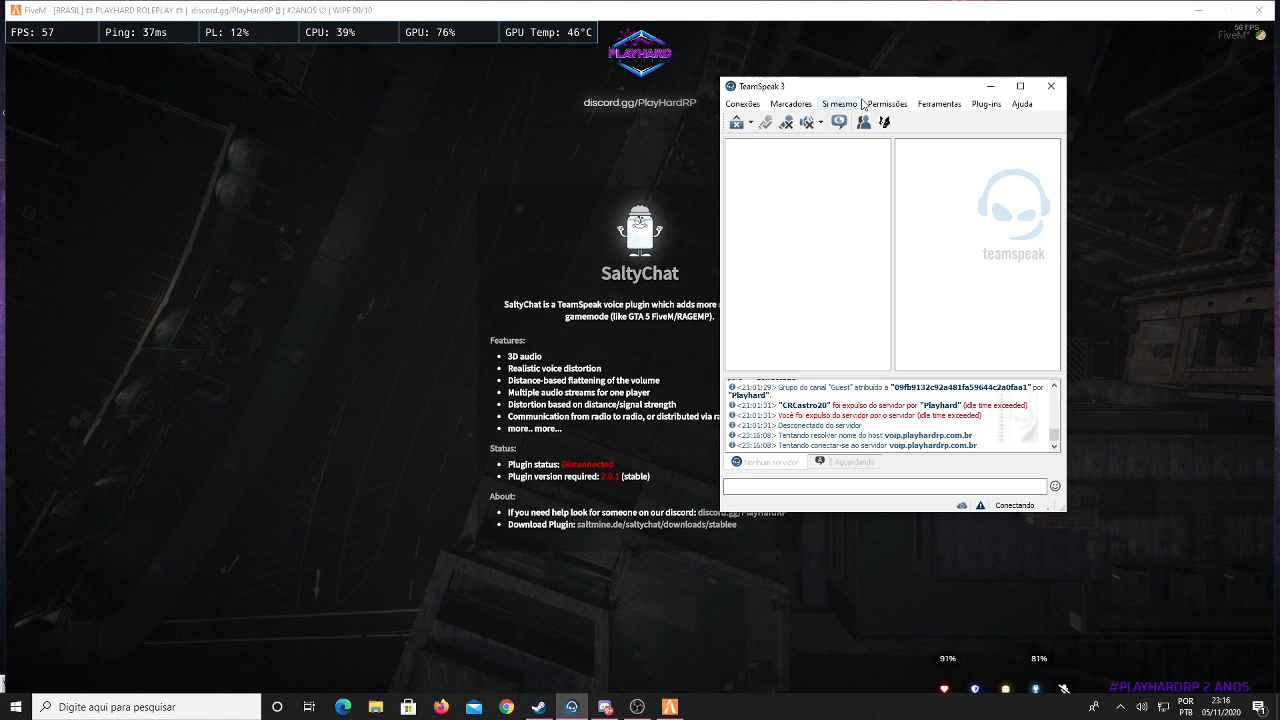 FiveM - [BRASIL] PLAYHARD ROLEPLAY | discord.gg/PlayHardRP | #2ANOS | WIPE 09/10
FPS: 57 Ping: 37ms PL: 12% CPU: 39% GPU: 76% GPU Temp: 46°C
56 FPS
FiveM*
PLAYHARD
discord.gg/PlayHardRP
TeamSpeak 3
Conexões Marcadores Si mesmo Permissões Ferramentas Plug-ins Ajuda
teamspeak
SaltyChat
SaltyChat is a TeamSpeak voice plugin which adds more
gamemode (like GTA 5 FiveM/RAGEMP).
Features:
• 3D audio
• Realistic voice distortion
• Distance-based flattening of the volume
• Multiple audio streams for one player
• Distortion based on distance/signal strength
• Communication from radio to radio, or distributed via
• more.. more...
Status:
• Plugin status: Disconnected
• Plugin version required: 2.0.1 (stable)
About:
• If you need help look for someone on our discord: discord.gg/PlayHardRP
• Download Plugin: saltmine.de/saltychat/downloads/stablee
<21:01:29> Grupo do canal "Guest" atribuído a "09fb9132c92a481fa59644c2a0faa1" por
"Playhard".
<21:01:31> "CRCastro20" foi expulso do servidor por "Playhard" (idle time exceeded)
<21:01:31> Você foi expulso do servidor por o servidor (idle time exceeded)
<21:01:31> Desconectado do servidor
<23:16:08> Tentando resolver nome do host voip.playhardrp.com.br
<23:16:08> Tentando conectar-se ao servidor voip.playhardrp.com.br
Nenhum servidor Aguardando
Conectando
91% 81%
#PLAYHARDRP 2 ANOS
Digite aqui para pesquisar
POR
PTB
23:16
05/11/2020